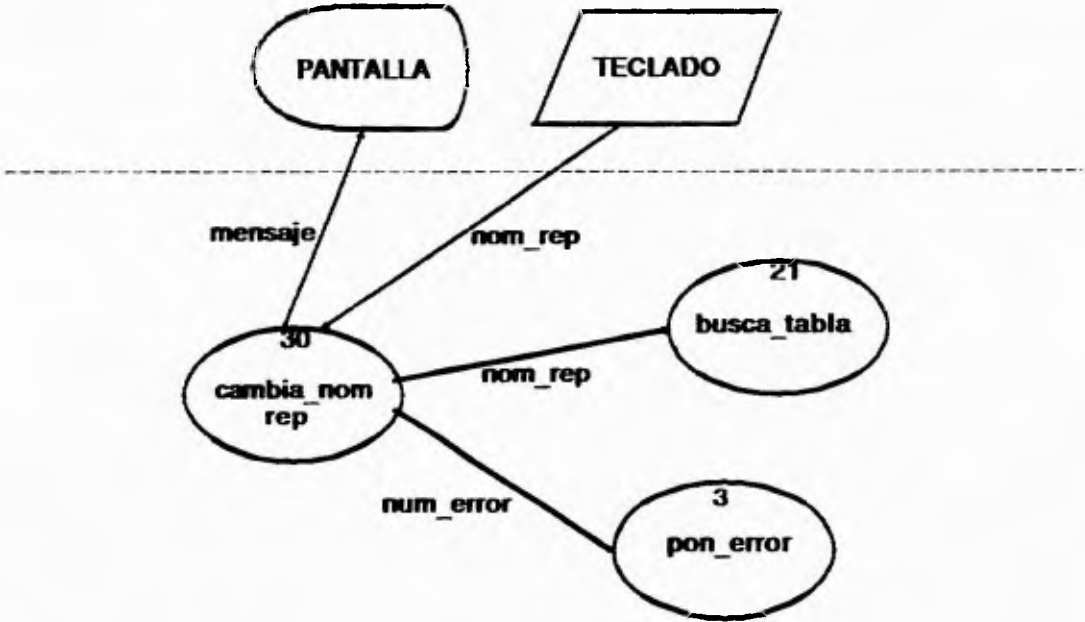 PANTALLA
TECLADO
mensaje
nom_rep
21
busca_tabla
30
cambia_nom
rep
nom_rep
num_error
3
pon_error